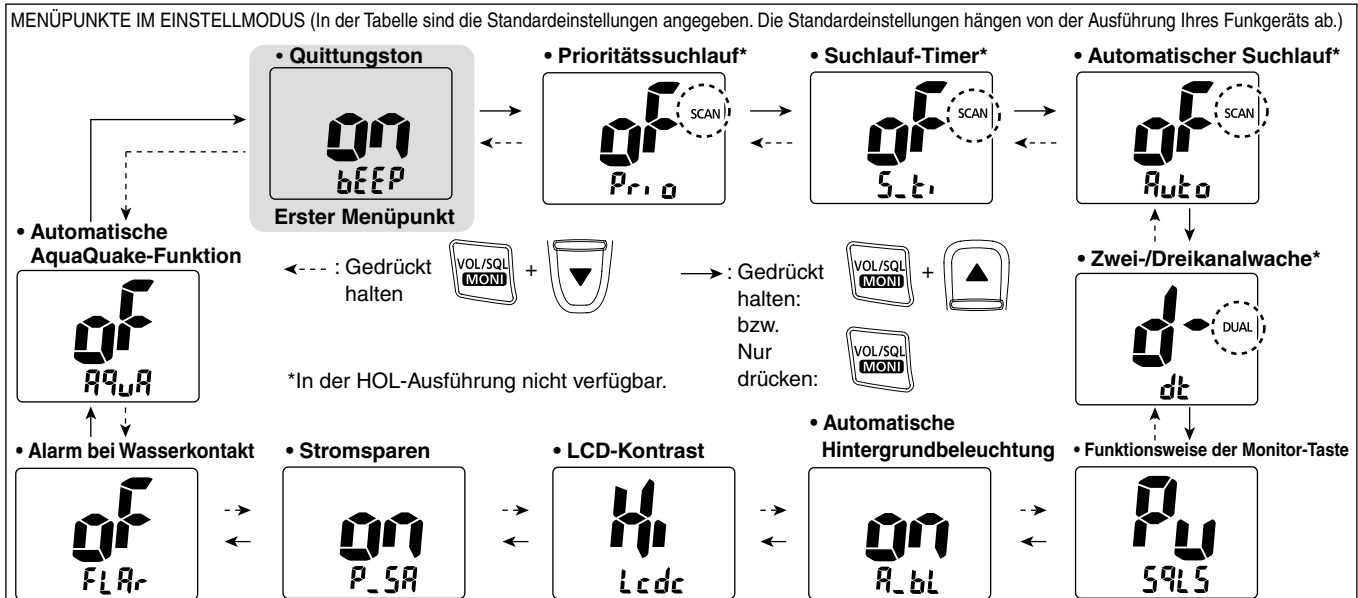 MENÜPUNKTE IM EINSTELLMODUS (In der Tabelle sind die Standardeinstellungen angegeben. Die Standardeinstellungen hängen von der Ausführung Ihres Funkgeräts ab.)
• Quittungston
on
bEEP
Erster Menüpunkt
• Prioritätssuchlauf*
oF
SCAN
Prio
• Suchlauf-Timer*
oF
SCAN
S_ti
• Automatischer Suchlauf*
oF
SCAN
Auto
• Automatische
AquaQuake-Funktion
oF
AquA
: Gedrückt
halten
VOL/SQL
MONI
+
▼
: Gedrückt
halten:
bzw.
Nur
drücken:
VOL/SQL
MONI
+
▲
VOL/SQL
MONI
*In der HOL-Ausführung nicht verfügbar.
• Zwei-/Dreikanalwache*
d-
DUAL
dt
• Alarm bei Wasserkontakt
oF
FLAr
• Stromsparen
on
P_SA
• LCD-Kontrast
Hi
Lcdc
• Automatische
Hintergrundbeleuchtung
on
A_bL
• Funktionsweise der Monitor-Taste
Pu
SqLS